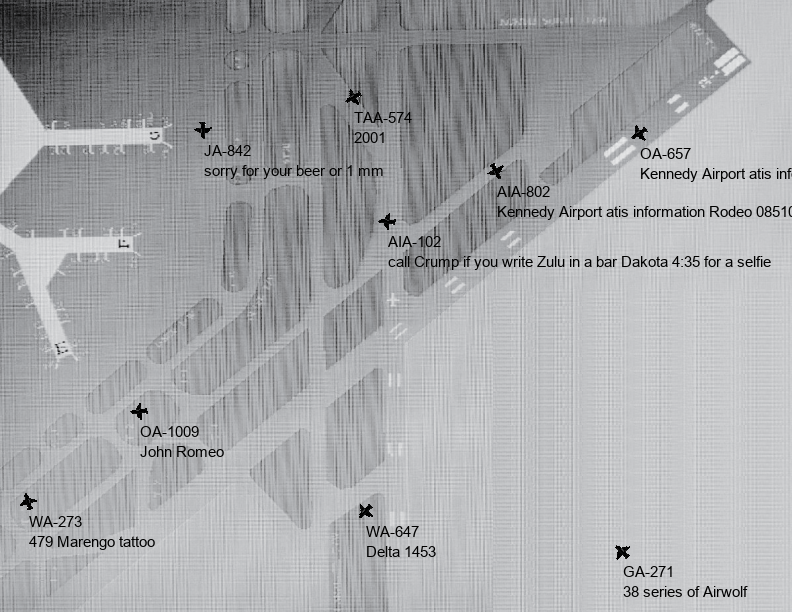 TAA-574
2001
JA-842
sorry for your beer or 1 mm
OA-657
Kennedy Airport atis inf
AIA-802
Kennedy Airport atis information Rodeo 0851
AIA-102
call Crump if you write Zulu in a bar Dakota 4:35 for a selfie
OA-1009
John Romeo
WA-273
479 Marengo tattoo
WA-647
Delta 1453
GA-271
38 series of Airwolf